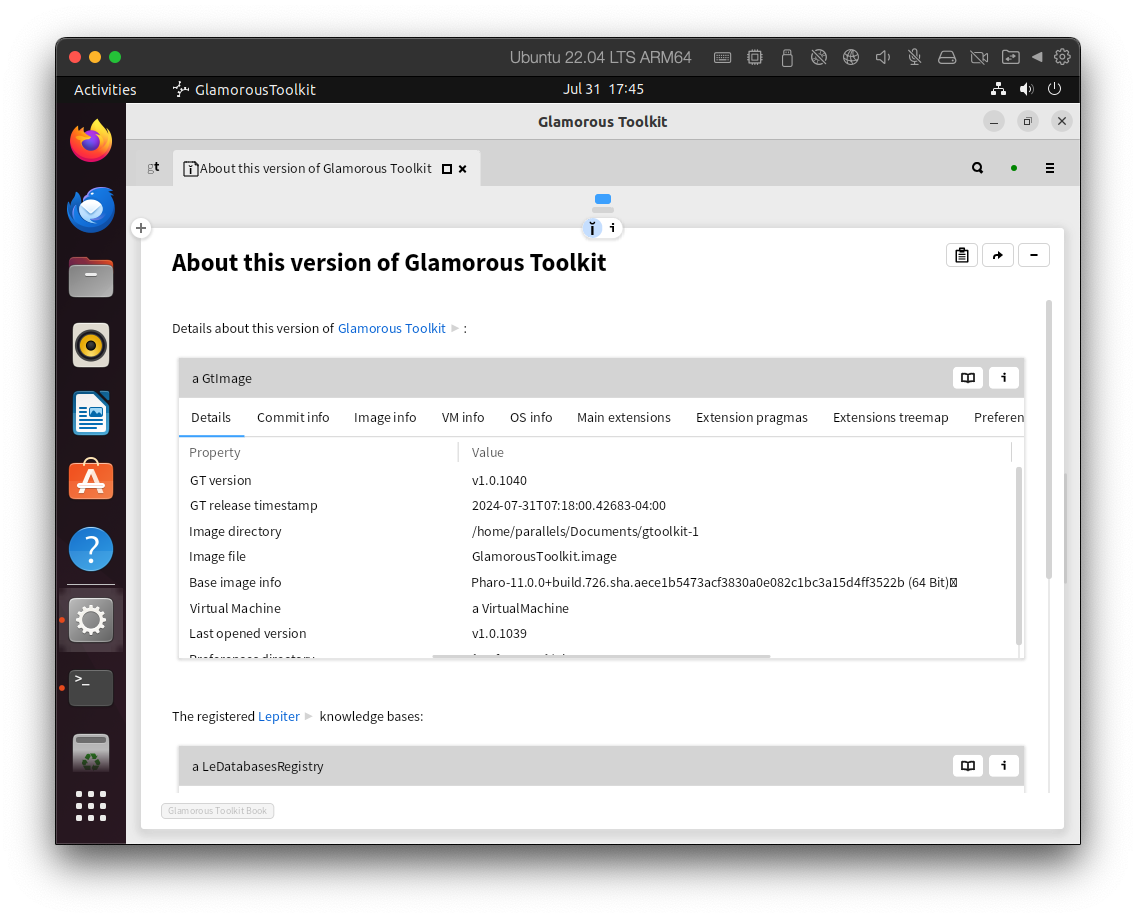 Ubuntu 22.04 LTS ARM64
Activities GlamorousToolkit Jul 31 17:45
Glamorous Toolkit
gt About this version of Glamorous Toolkit
About this version of Glamorous Toolkit
Details about this version of Glamorous Toolkit :
a GtImage
Details Commit info Image info VM info OS info Main extensions Extension pragmas Extensions treemap Preferen
Property Value
GT version v1.0.1040
GT release timestamp 2024-07-31T07:18:00.42683-04:00
Image directory /home/parallels/Documents/gtoolkit-1
Image file GlamorousToolkit.image
Base image info Pharo-11.0.0+build.726.sha.aece1b5473acf3830a0e082c1bc3a15d4ff3522b (64 Bit)
Virtual Machine a VirtualMachine
Last opened version v1.0.1039
Preferences directory
The registered Lepiter knowledge bases:
a LeDatabasesRegistry
Glamorous Toolkit Book